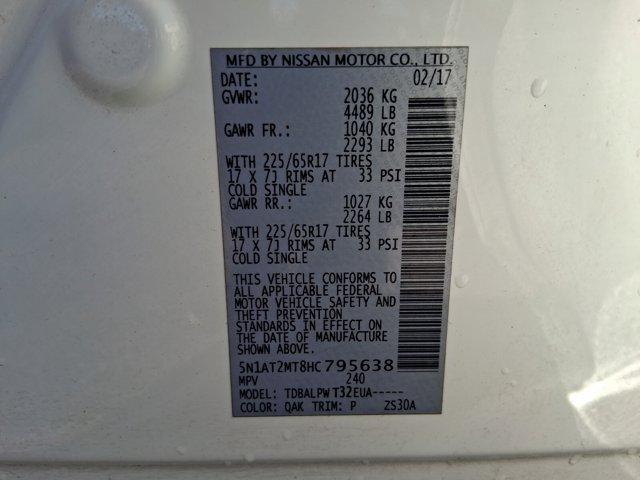 MFD BY NISSAN MOTOR CO., LTD.
DATE: 02/17
GVWR: 2036 KG
4489 LB
GAWR FR.: 1040 KG
2293 LB
WITH 225/65R17 TIRES
17 X 7J RIMS AT 33 PSI
COLD SINGLE
GAWR RR.: 1027 KG
2264 LB
WITH 225/65R17 TIRES
17 X 7J RIMS AT 33 PSI
COLD SINGLE
THIS VEHICLE CONFORMS TO
ALL APPLICABLE FEDERAL
MOTOR VEHICLE SAFETY AND
THEFT PREVENTION
STANDARDS IN EFFECT ON
THE DATE OF MANUFACTURE
SHOWN ABOVE.
5N1AT2MT8HC795638
MPV 240
MODEL: TDBALPWT32EUA-----
COLOR: QAK TRIM: P ZS30A